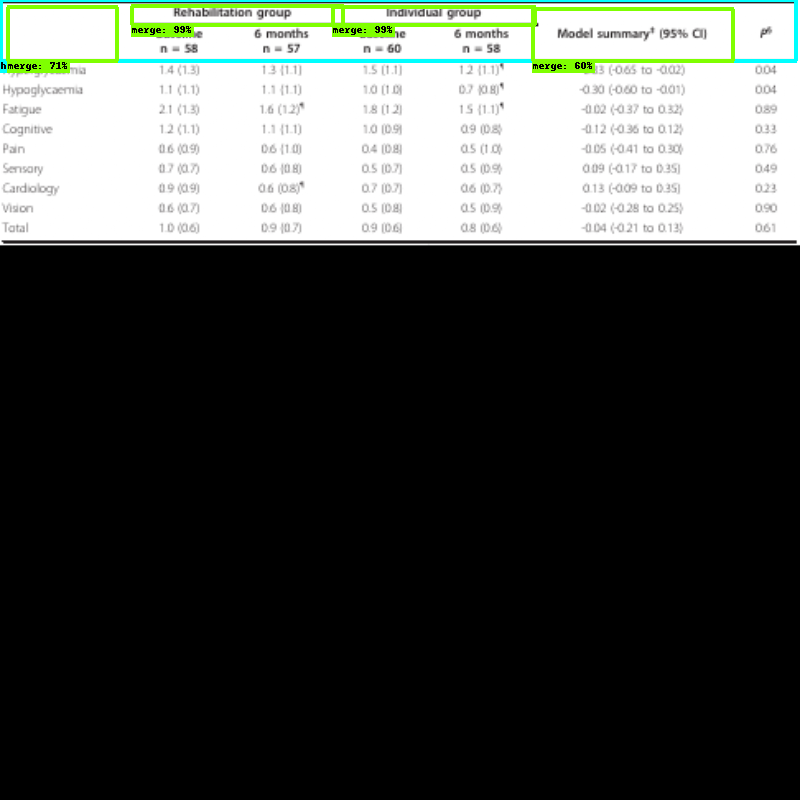 Rehabilitation group Individual group
merge: 99% merge: 99% Model summary‡ (95% CI) P§
6 months 6 months
n = 58 n = 57 n = 60 n = 58
merge: 71% merge: 60%
1.4 (1.3) 1.3 (1.1) 1.5 (1.1) 1.2 (1.1)¶ (-0.65 to -0.02) 0.04
Hypoglycaemia 1.1 (1.1) 1.1 (1.1) 1.0 (1.0) 0.7 (0.8)¶ -0.30 (-0.60 to -0.01) 0.04
Fatigue 2.1 (1.3) 1.6 (1.2)¶ 1.8 (1.2) 1.5 (1.1)¶ -0.02 (-0.37 to 0.32) 0.89
Cognitive 1.2 (1.1) 1.1 (1.1) 1.0 (0.9) 0.9 (0.8) -0.12 (-0.36 to 0.12) 0.33
Pain 0.6 (0.9) 0.6 (1.0) 0.4 (0.8) 0.5 (1.0) -0.05 (-0.41 to 0.30) 0.76
Sensory 0.7 (0.7) 0.6 (0.8) 0.5 (0.7) 0.5 (0.9) 0.09 (-0.17 to 0.35) 0.49
Cardiology 0.9 (0.9) 0.6 (0.8)¶ 0.7 (0.7) 0.6 (0.7) 0.13 (-0.09 to 0.35) 0.23
Vision 0.6 (0.7) 0.6 (0.8) 0.5 (0.8) 0.5 (0.9) -0.02 (-0.28 to 0.25) 0.90
Total 1.0 (0.6) 0.9 (0.7) 0.9 (0.6) 0.8 (0.6) -0.04 (-0.21 to 0.13) 0.61